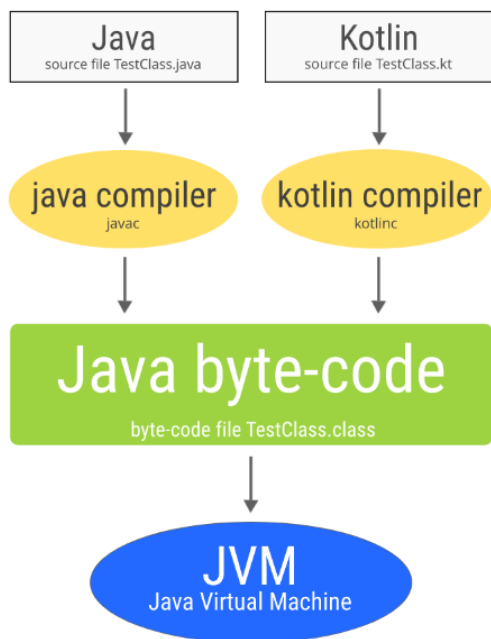 Java
source file TestClass.java
Kotlin
source file TestClass.kt
java compiler
javac
kotlin compiler
kotlinc
Java byte-code
byte-code file TestClass.class
JVM
Java Virtual Machine